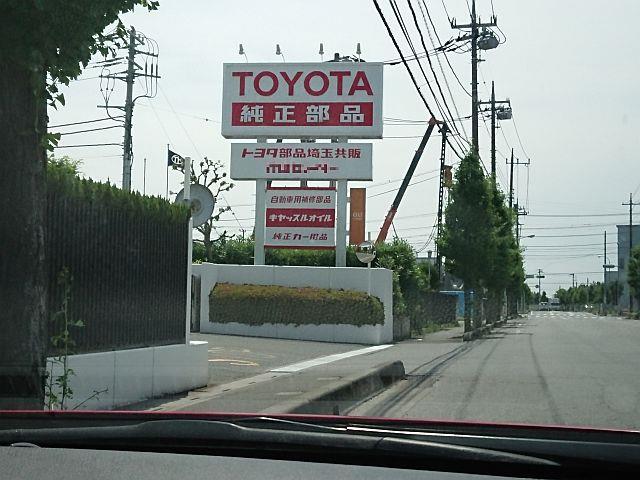 TOYOTA
純正部品
トヨタ部品埼玉共販
自動車用補修部品
キヤッスルオイル
純正カー用品